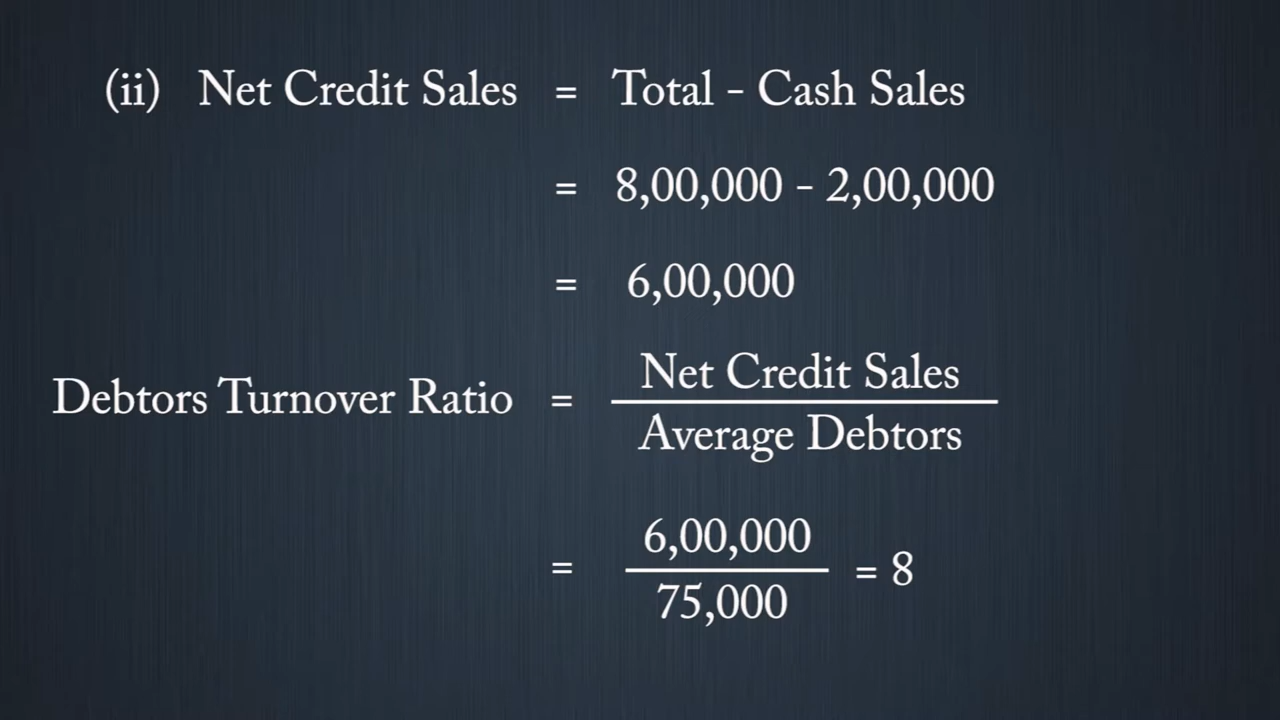 (ii) Net Credit Sales = Total - Cash Sales
= 8,00,000 - 2,00,000
= 6,00,000
Debtors Turnover Ratio = Net Credit Sales
Average Debtors
= 6,00,000
75,000
= 8